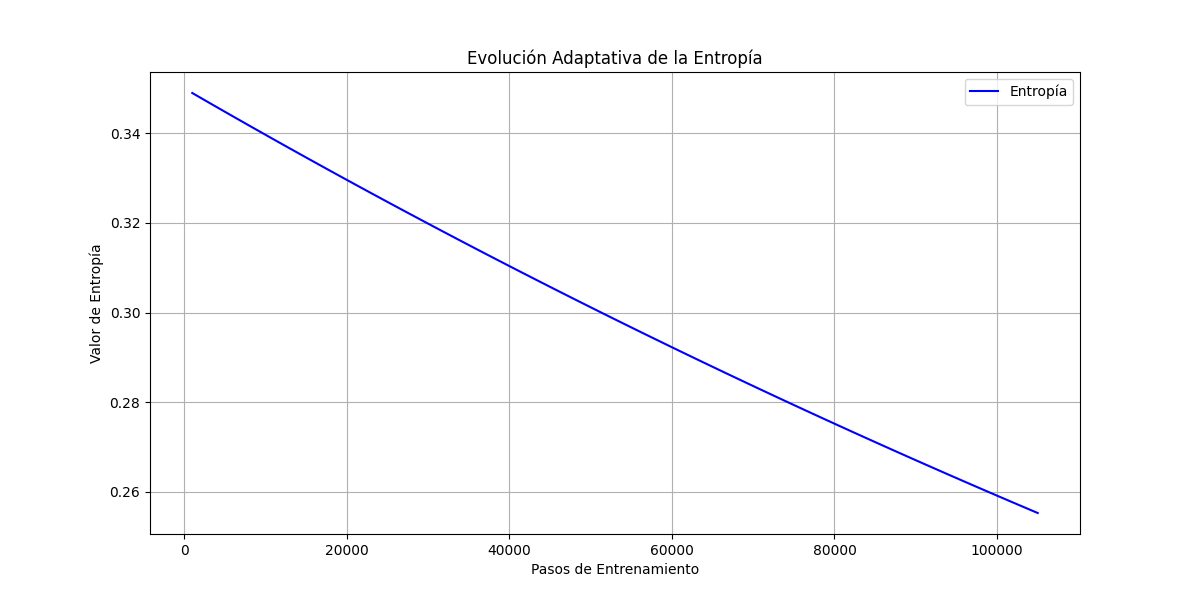 Evolución Adaptativa de la Entropía
Entropía
Valor de Entropía
0.34
0.32
0.30
0.28
0.26
0
20000
40000
60000
80000
100000
Pasos de Entrenamiento